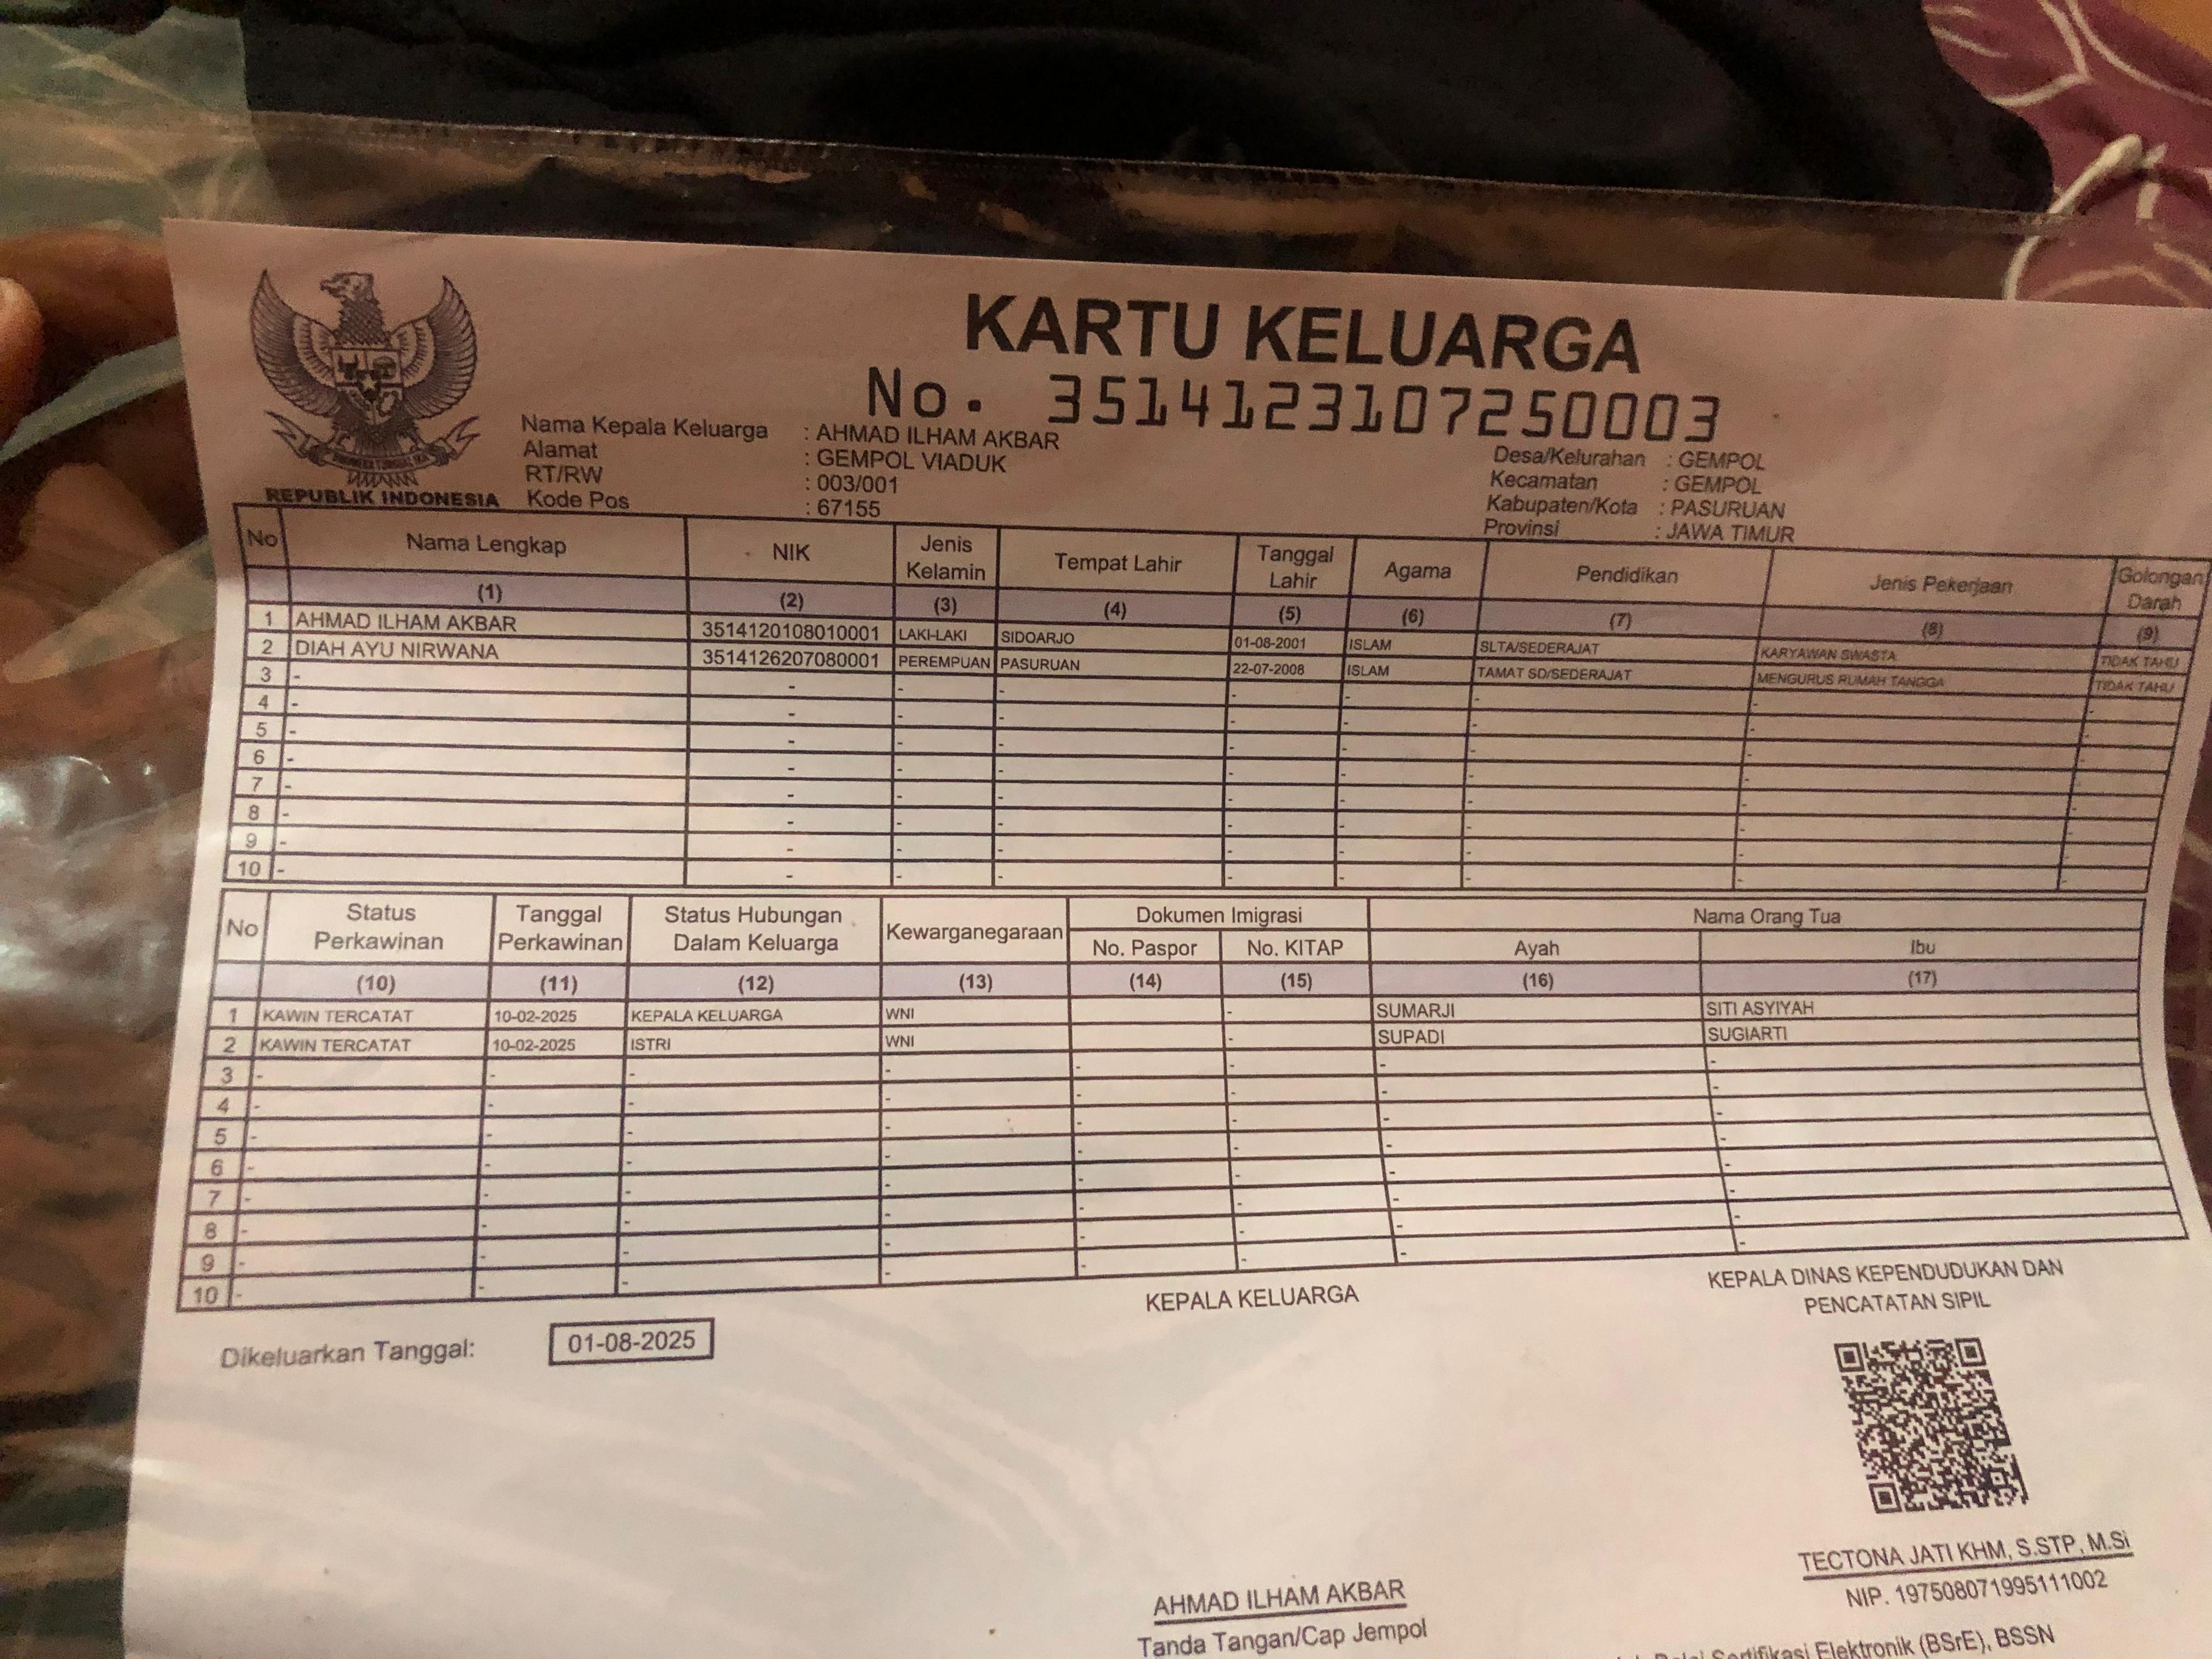 KARTU KELUARGA
No. 3514123107250003
Nama Kepala Keluarga : AHMAD ILHAM AKBAR
Alamat : GEMPOL VIADUK
RT/RW : 003/001
Kode Pos : 67155
Desa/Kelurahan : GEMPOL
Kecamatan : GEMPOL
Kabupaten/Kota : PASURUAN
Provinsi : JAWA TIMUR
REPUBLIK INDONESIA
No Nama Lengkap NIK Jenis Kelamin Tempat Lahir Tanggal Lahir Agama Pendidikan Jenis Pekerjaan Golongan Darah
(1) (2) (3) (4) (5) (6) (7) (8) (9)
1 AHMAD ILHAM AKBAR 3514120108010001 LAKI-LAKI SIDOARJO 01-08-2001 ISLAM SLTA/SEDERAJAT KARYAWAN SWASTA TIDAK TAHU
2 DIAH AYU NIRWANA 3514126207080001 PEREMPUAN PASURUAN 22-07-2008 ISLAM TAMAT SD/SEDERAJAT MENGURUS RUMAH TANGGA TIDAK TAHU
3 - - - - - - - - -
4 - - - - - - - - -
5 - - - - - - - - -
6 - - - - - - - - -
7 - - - - - - - - -
8 - - - - - - - - -
9 - - - - - - - - -
10 - - - - - - - - -
No Status Perkawinan Tanggal Perkawinan Status Hubungan Dalam Keluarga Kewarganegaraan Dokumen Imigrasi Nama Orang Tua
No. Paspor No. KITAP Ayah Ibu
(10) (11) (12) (13) (14) (15) (16) (17)
1 KAWIN TERCATAT 10-02-2025 KEPALA KELUARGA WNI - SUMARJI SITI ASYIYAH
2 KAWIN TERCATAT 10-02-2025 ISTRI WNI - SUPADI SUGIARTI
3 - - - - - - - -
4 - - - - - - - -
5 - - - - - - - -
6 - - - - - - - -
7 - - - - - - - -
8 - - - - - - - -
9 - - - - - - - -
10 - - - - - - - -
Dikeluarkan Tanggal: 01-08-2025
KEPALA KELUARGA
AHMAD ILHAM AKBAR
Tanda Tangan/Cap Jempol
KEPALA DINAS KEPENDUDUKAN DAN
PENCATATAN SIPIL
TECTONA JATI KHM, S.STP, M.Si
NIP. 197508071995111002
Sertifikasi Elektronik (BSrE), BSSN